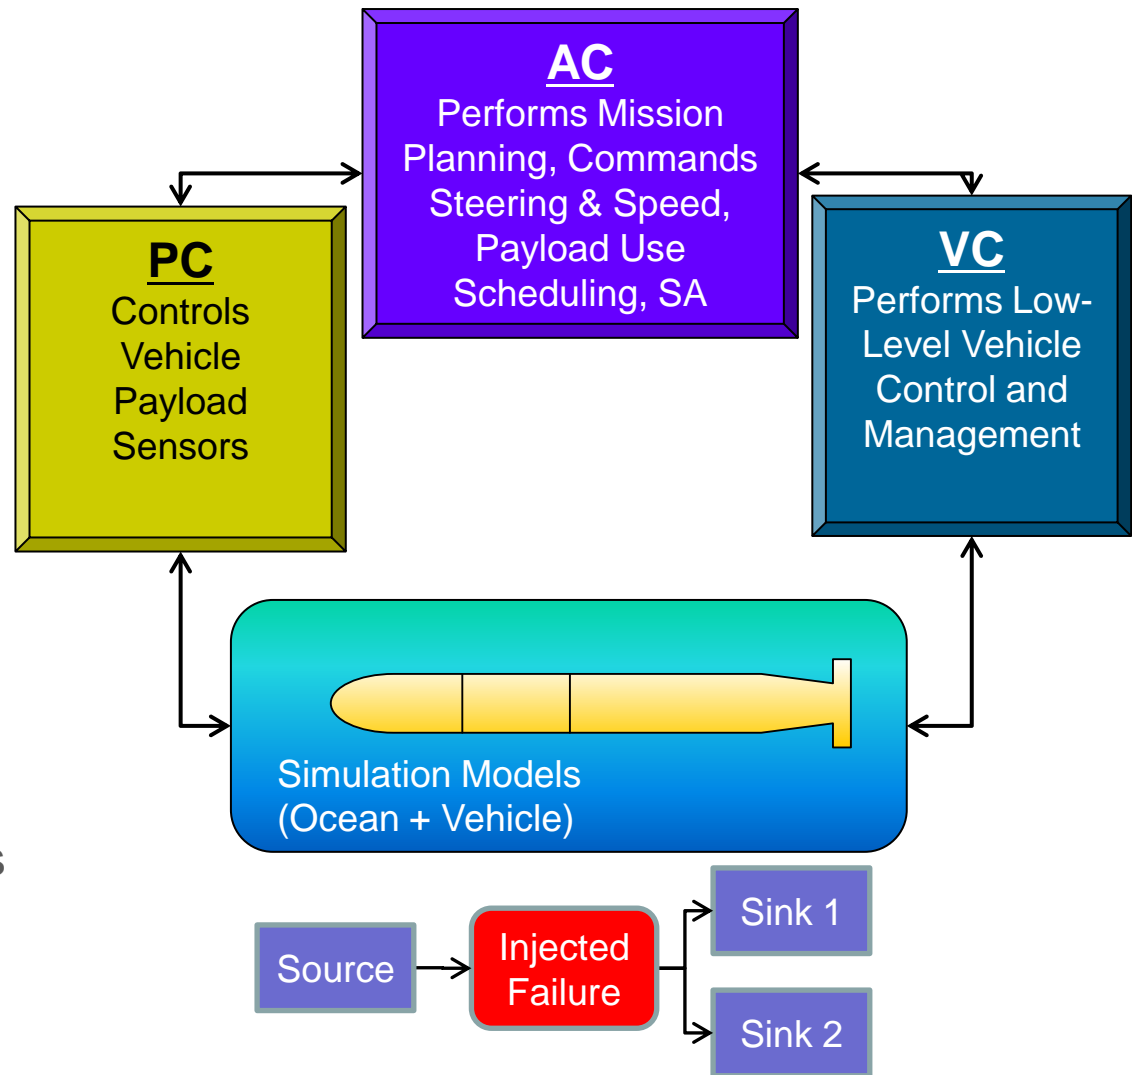 AC
Performs Mission
Planning, Commands
Steering & Speed,
Payload Use
Scheduling, SA
PC
Controls
Vehicle
Payload
Sensors
VC
Performs Low-
Level Vehicle
Control and
Management
Simulation Models
(Ocean + Vehicle)
s
Source
Injected
Failure
Sink 1
Sink 2